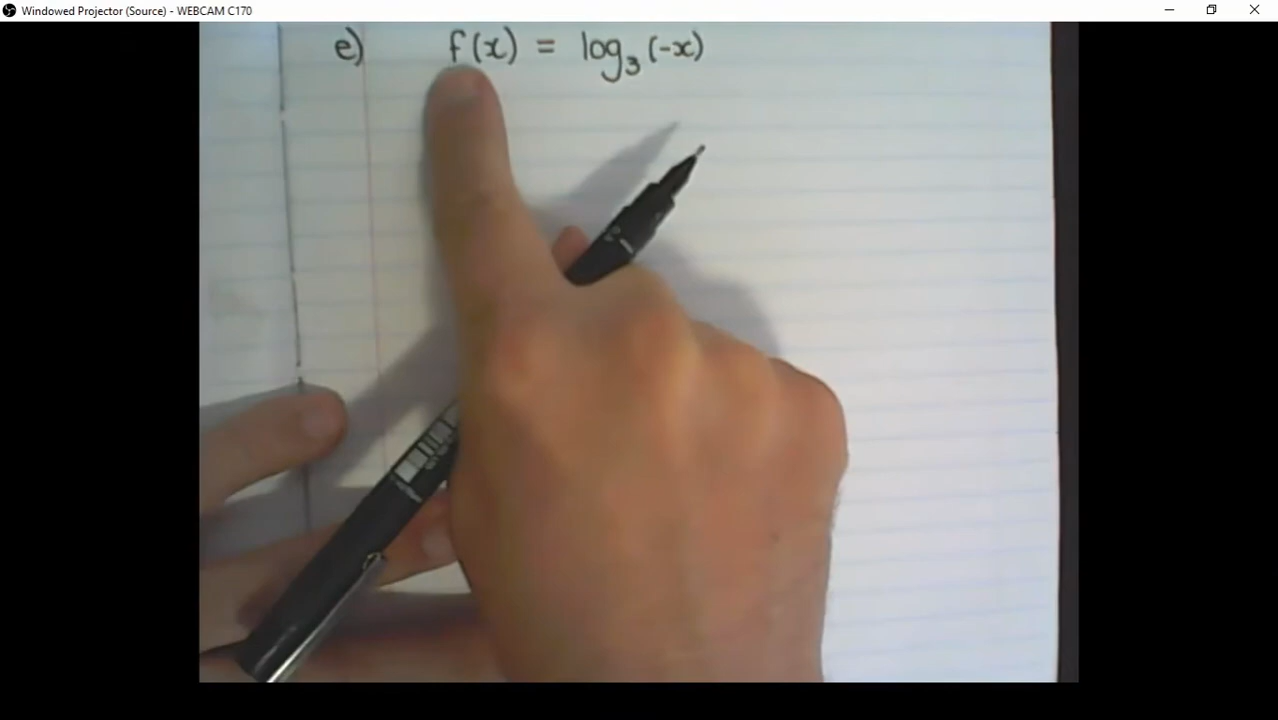 Windowed Projector (Source) - WEBCAM C170
e) f(x) = log₃(-x)